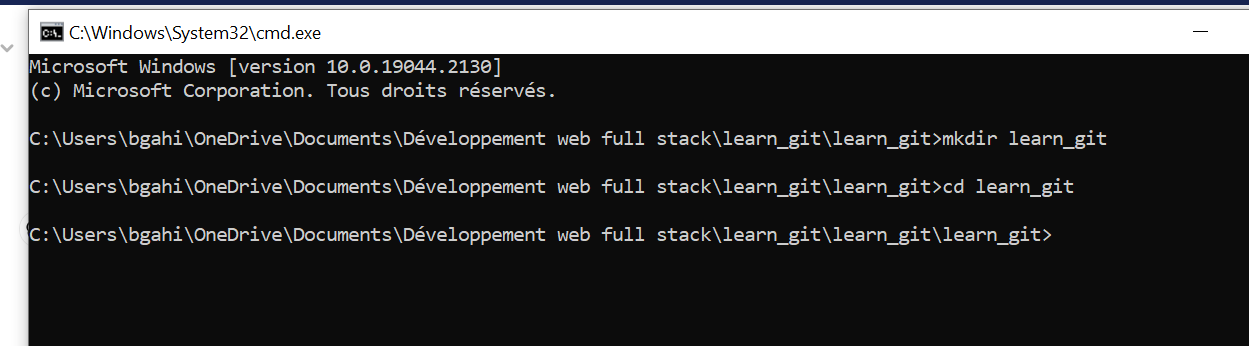 C:\Windows\System32\cmd.exe
Microsoft Windows [version 10.0.19044.2130]
(c) Microsoft Corporation. Tous droits réservés.
C:\Users\bgahi\OneDrive\Documents\Développement web full stack\learn_git\learn_git>mkdir learn_git
C:\Users\bgahi\OneDrive\Documents\Développement web full stack\learn_git\learn_git>cd learn_git
C:\Users\bgahi\OneDrive\Documents\Développement web full stack\learn_git\learn_git\learn_git>